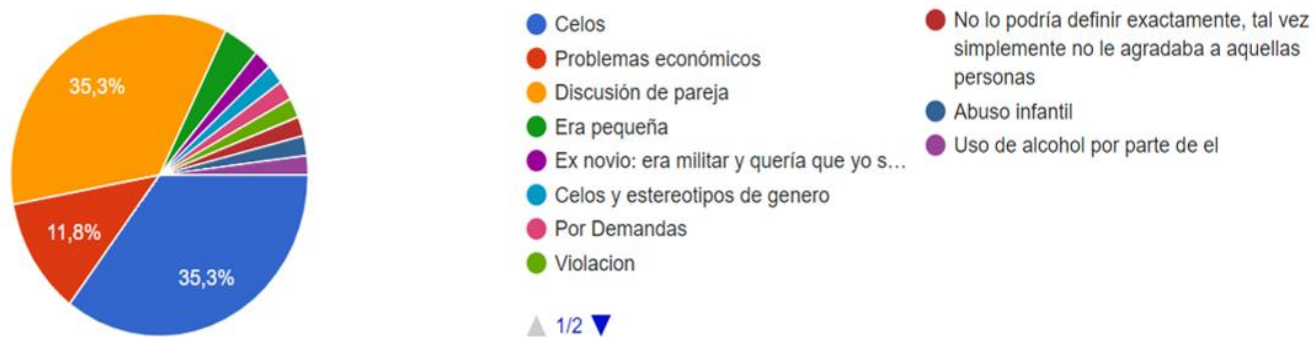 35,3%
11,8%
35,3%
Celos
Problemas económicos
Discusión de pareja
Era pequeña
Ex novio: era militar y quería que yo s...
Celos y estereotipos de genero
Por Demandas
Violacion
1/2
No lo podría definir exactamente, tal vez
simplemente no le agradaba a aquellas
personas
Abuso infantil
Uso de alcohol por parte de el